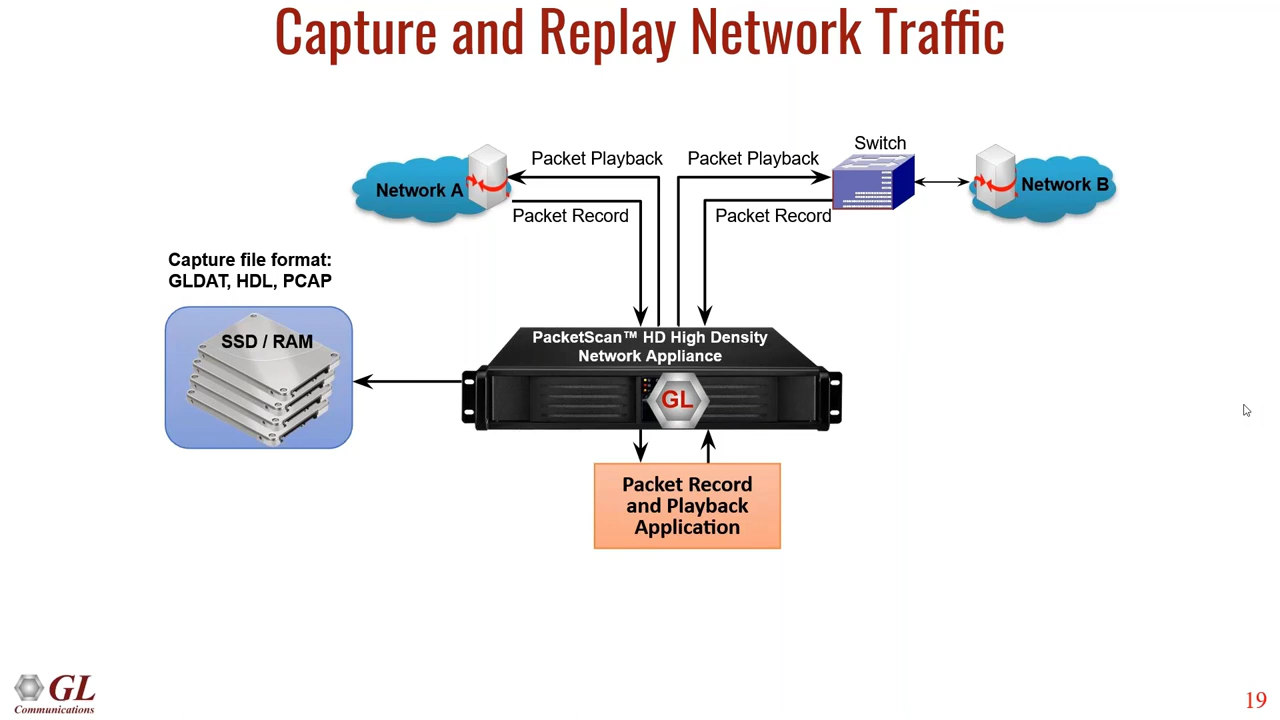 Capture and Replay Network Traffic
Switch
Packet Playback
Packet Playback
Network A
Network B
Packet Record
Packet Record
Capture file format:
GLDAT, HDL, PCAP
SSD / RAM
PacketScan™ HD High Density
Network Appliance
GL
Packet Record
and Playback
Application
GL
Communications
19